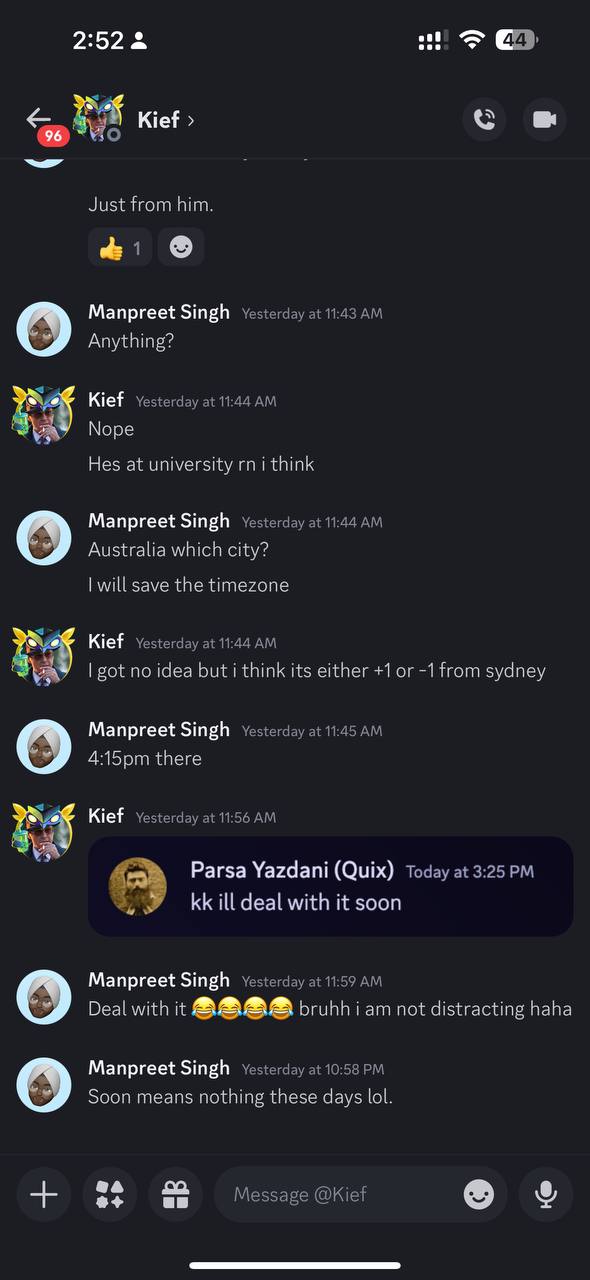 2:52
44
96
Kief
Just from him.
👍 1
Manpreet Singh Yesterday at 11:43 AM
Anything?
Kief Yesterday at 11:44 AM
Nope
Hes at university rn i think
Manpreet Singh Yesterday at 11:44 AM
Australia which city?
I will save the timezone
Kief Yesterday at 11:44 AM
I got no idea but i think its either +1 or -1 from sydney
Manpreet Singh Yesterday at 11:45 AM
4:15pm there
Kief Yesterday at 11:56 AM
Parsa Yazdani (Quix) Today at 3:25 PM
kk ill deal with it soon
Manpreet Singh Yesterday at 11:59 AM
Deal with it 😂😂😂😂 bruhh i am not distracting haha
Manpreet Singh Yesterday at 10:58 PM
Soon means nothing these days lol.
Message @Kief